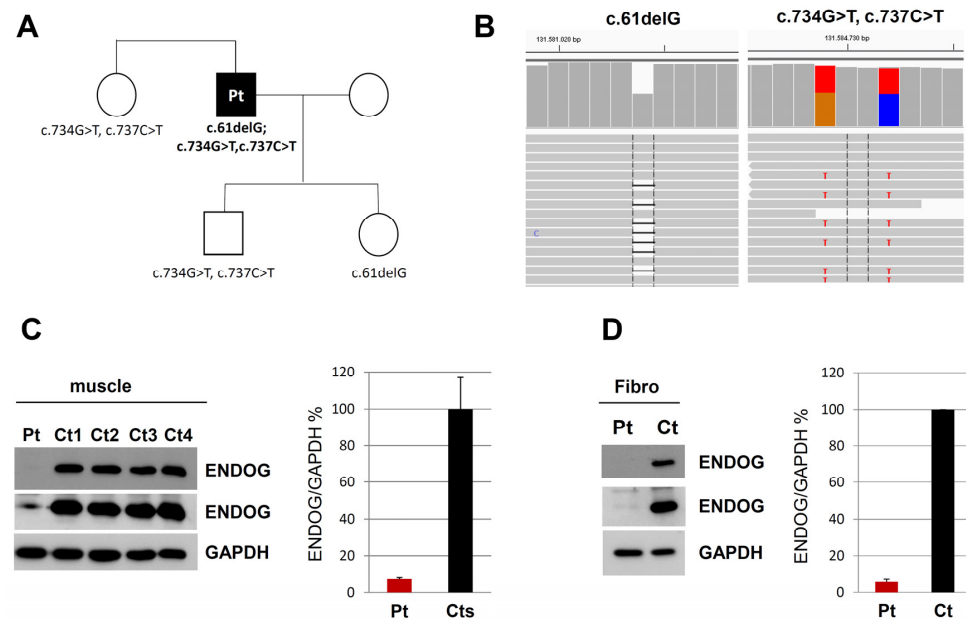 A
Pt
c.734G>T, c.737C>T
c.61delG;
c.734G>T,c.737C>T
c.734G>T, c.737C>T
c.61delG
B
c.61delG
c.734G>T, c.737C>T
131.581.020 bp
131.584.730 bp
T T
T T
C
T T
T T
T T
T T
C
muscle
Pt Ct1 Ct2 Ct3 Ct4
ENDOG
ENDOG
GAPDH
ENDOG/GAPDH %
120
100
80
60
40
20
0
Pt Cts
D
Fibro
Pt Ct
ENDOG
ENDOG
GAPDH
ENDOG/GAPDH %
120
100
80
60
40
20
0
Pt Ct